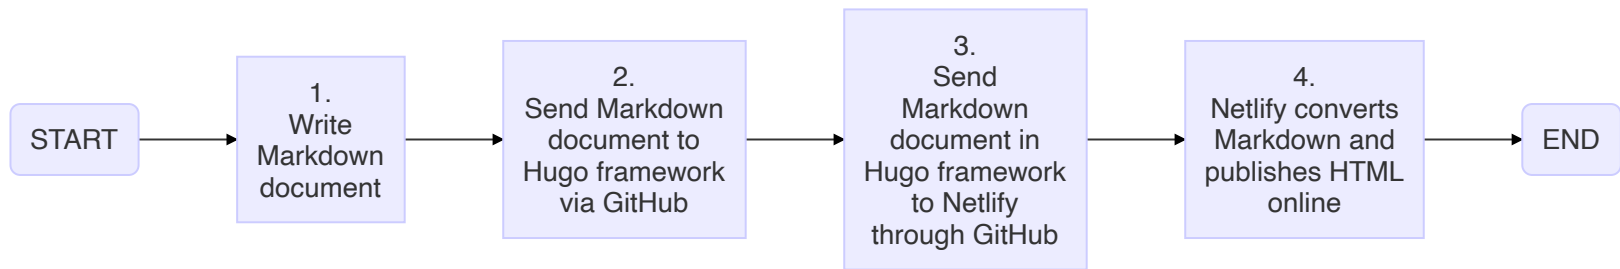 START
1.
Write
Markdown
document
2.
Send Markdown
document to
Hugo framework
via GitHub
3.
Send
Markdown
document in
Hugo framework
to Netlify
through GitHub
4.
Netlify converts
Markdown and
publishes HTML
online
END